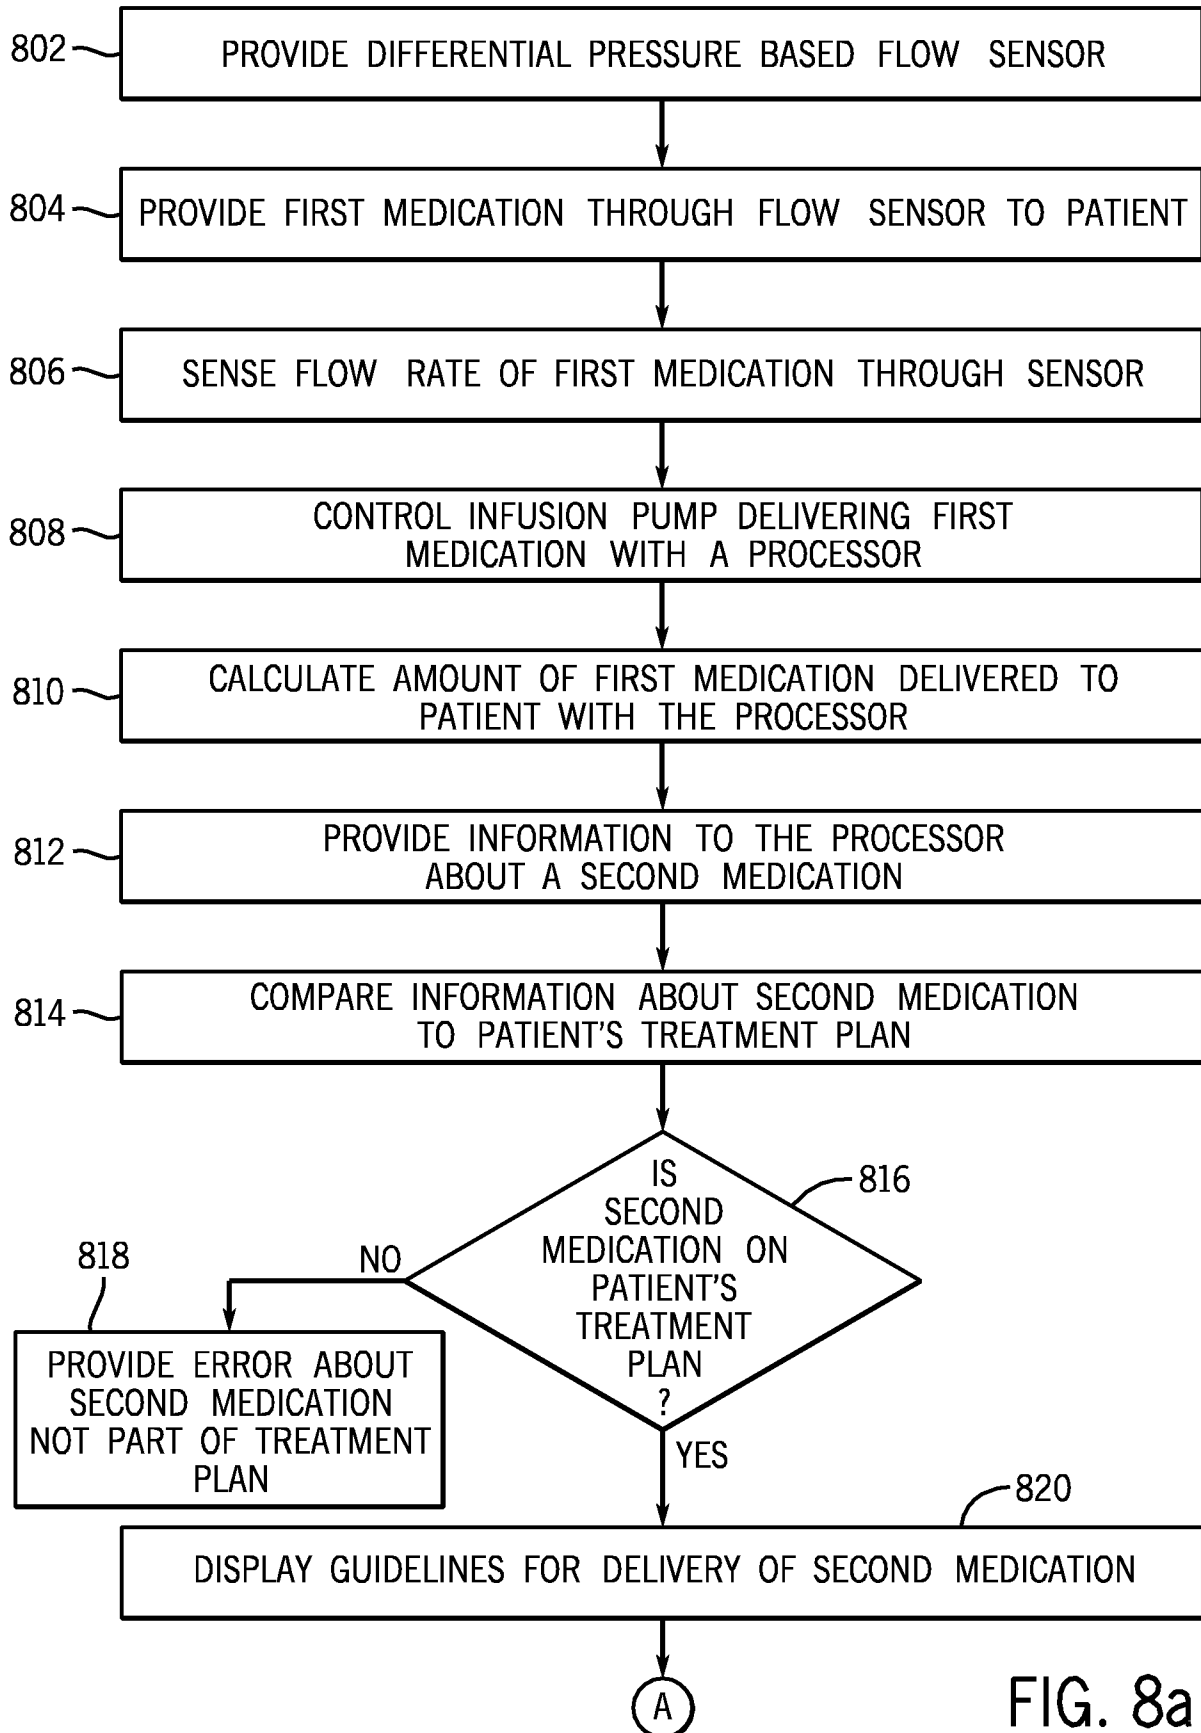 802
PROVIDE DIFFERENTIAL PRESSURE BASED FLOW SENSOR
804
PROVIDE FIRST MEDICATION THROUGH FLOW SENSOR TO PATIENT
806
SENSE FLOW RATE OF FIRST MEDICATION THROUGH SENSOR
808
CONTROL INFUSION PUMP DELIVERING FIRST
MEDICATION WITH A PROCESSOR
810
CALCULATE AMOUNT OF FIRST MEDICATION DELIVERED TO
PATIENT WITH THE PROCESSOR
812
PROVIDE INFORMATION TO THE PROCESSOR
ABOUT A SECOND MEDICATION
814
COMPARE INFORMATION ABOUT SECOND MEDICATION
TO PATIENT'S TREATMENT PLAN
816
IS
SECOND
MEDICATION ON
PATIENT'S
TREATMENT
PLAN
?
NO
818
PROVIDE ERROR ABOUT
SECOND MEDICATION
NOT PART OF TREATMENT
PLAN
YES
820
DISPLAY GUIDELINES FOR DELIVERY OF SECOND MEDICATION
A
FIG. 8a